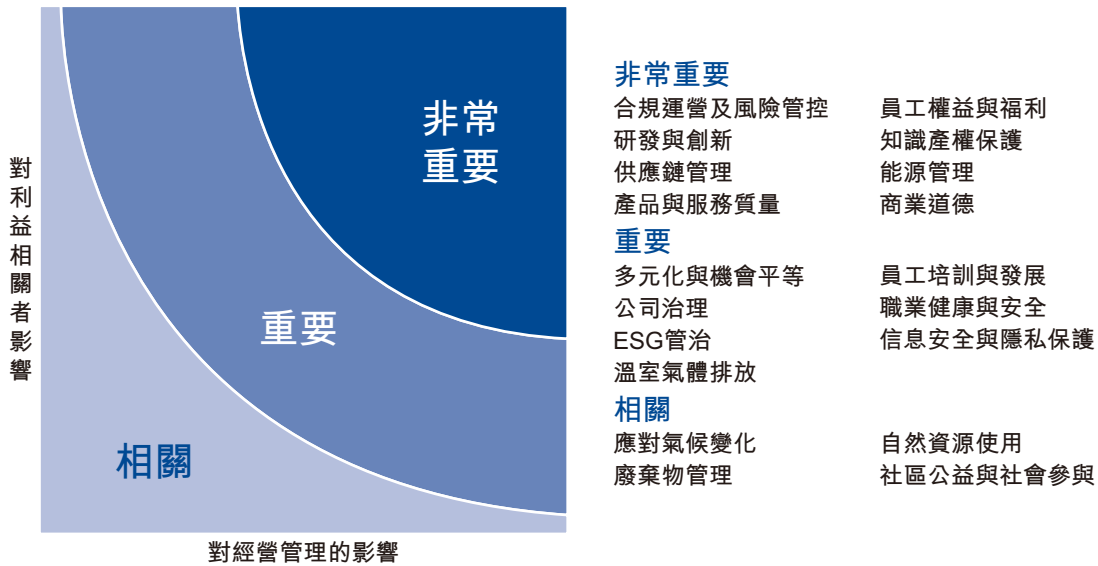 對利益相關者影響
非常
重要
重要
相關
對經營管理的影響
非常重要
合規運營及風險管控 員工權益與福利
研發與創新 知識產權保護
供應鏈管理 能源管理
產品與服務質量 商業道德
重要
多元化與機會平等 員工培訓與發展
公司治理 職業健康與安全
ESG管治 信息安全與隱私保護
溫室氣體排放
相關
應對氣候變化 自然資源使用
廢棄物管理 社區公益與社會參與